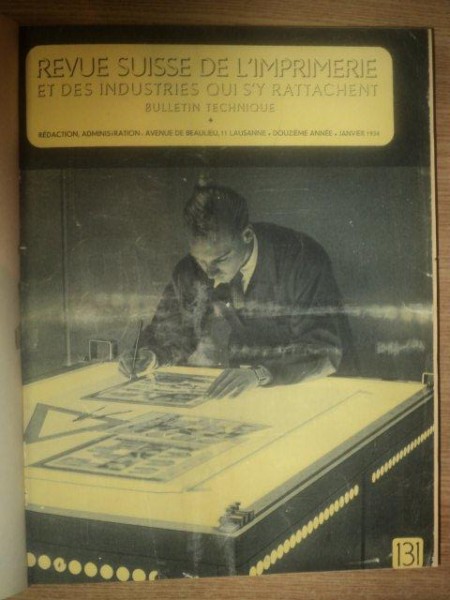 REVUE SUISSE DE L'IMPRIMERIE
ET DES INDUSTRIES QUI S'Y RATTACHENT
BULLETIN TECHNIQUE
RÉDACTION, ADMINISTRATION - AVENUE DE BEAULIEU, 11 LAUSANNE • DOUZIÈME ANNÉE • JANVIER
131